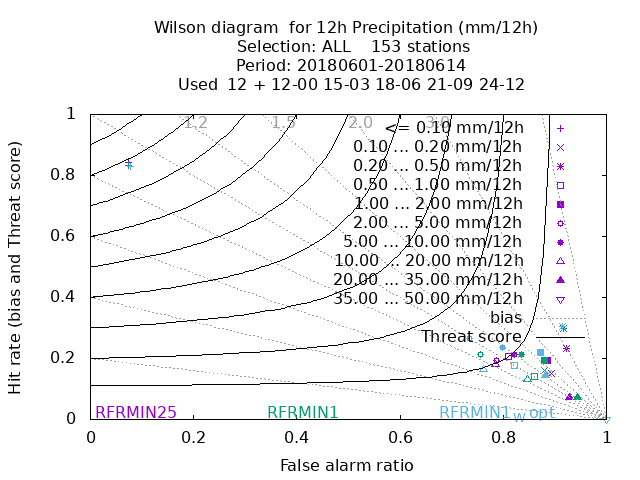 Wilson diagram  for 12h Precipitation (mm/12h)
Selection: ALL    153 stations
Period: 20180601-20180614
Used  12 + 12-00 15-03 18-06 21-09 24-12
Hit rate (bias and Threat score)
1
0.8
0.6
0.4
0.2
0
1.2
1.5
2.0
3.0
<= 0.10 mm/12h
0.10 ... 0.20 mm/12h
0.20 ... 0.50 mm/12h
0.50 ... 1.00 mm/12h
1.00 ... 2.00 mm/12h
2.00 ... 5.00 mm/12h
5.00 ... 10.00 mm/12h
10.00 ... 20.00 mm/12h
20.00 ... 35.00 mm/12h
35.00 ... 50.00 mm/12h
bias
Threat score
RFRMIN25 RFRMIN1 RFRMIN1w opt
0 0.2 0.4 0.6 0.8 1
False alarm ratio